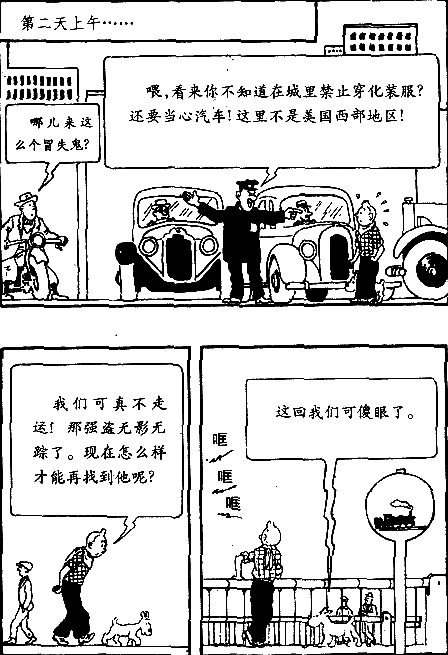 第二天上午……
喂,看来你不知道在城里禁止穿化装服?
还要当心汽车!这里不是美国西部地区!
哪儿来这
么个冒失鬼?
我们可真不走
运! 那强盗无影无
踪了。现在怎么样
才能再找到他呢?
这回我们可傻眼了。
哐
哐
哐